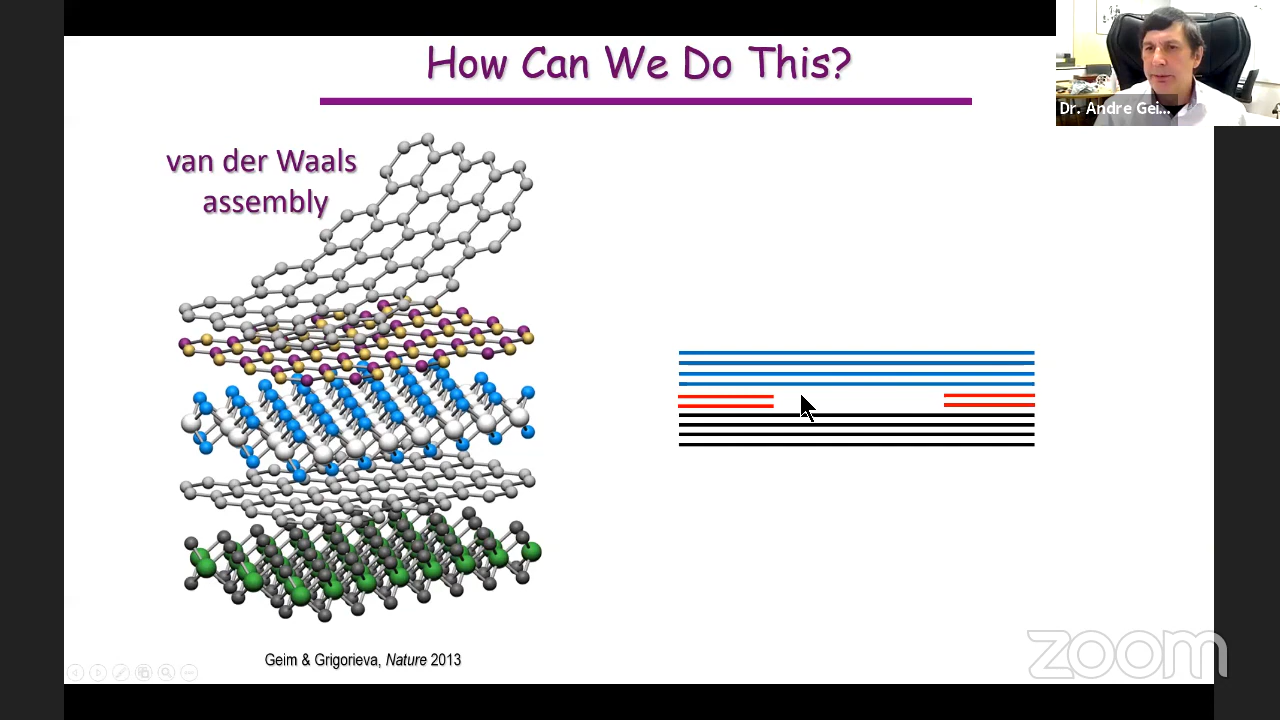 How Can We Do This?
Dr. Andre Gei...
van der Waals
assembly
Geim & Grigorieva, Nature 2013
zoom